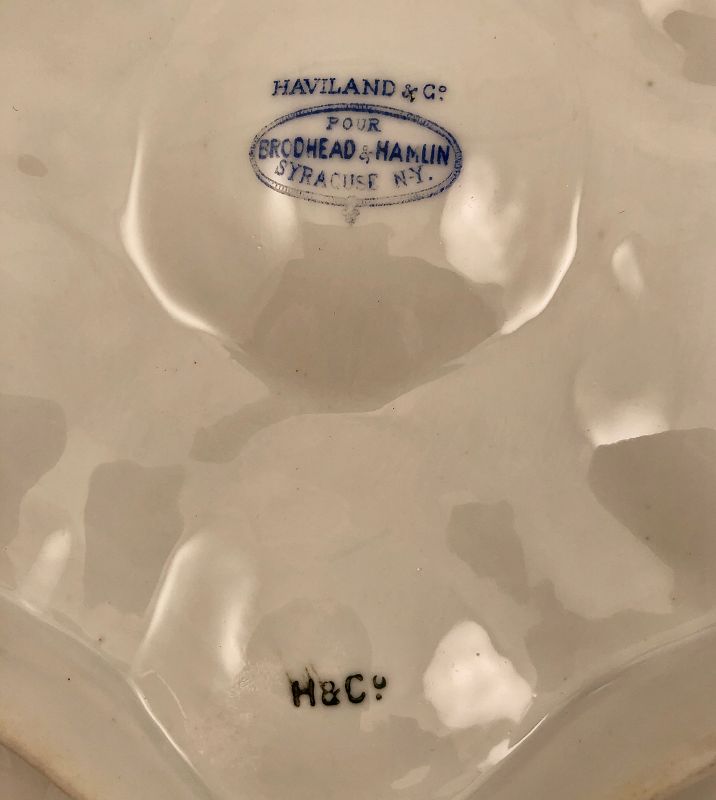 HAVILAND & Cº
POUR
BRODHEAD & HAMLIN
SYRACUSE N-Y.
H&Cº